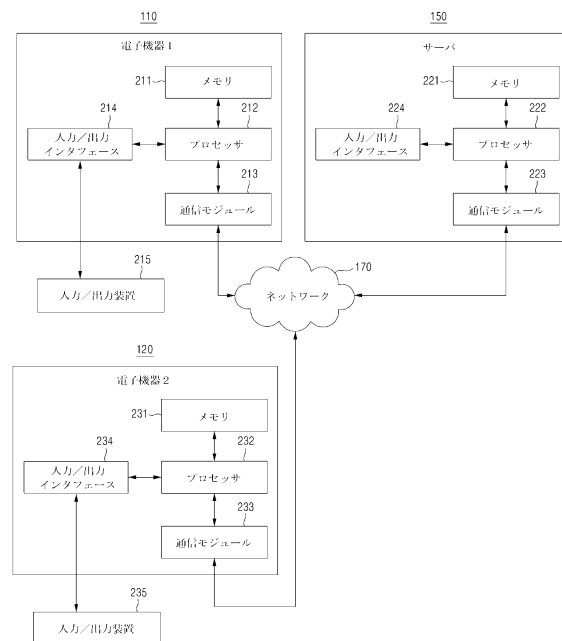 110
電子機器1
211
メモリ
214
212
入力/出力
インタフェース
プロセッサ
213
通信モジュール
215
入力/出力装置
150
サーバ
221
メモリ
224
222
入力/出力
インタフェース
プロセッサ
223
通信モジュール
170
ネットワーク
120
電子機器2
231
メモリ
234
232
入力/出力
インタフェース
プロセッサ
233
通信モジュール
235
入力/出力装置